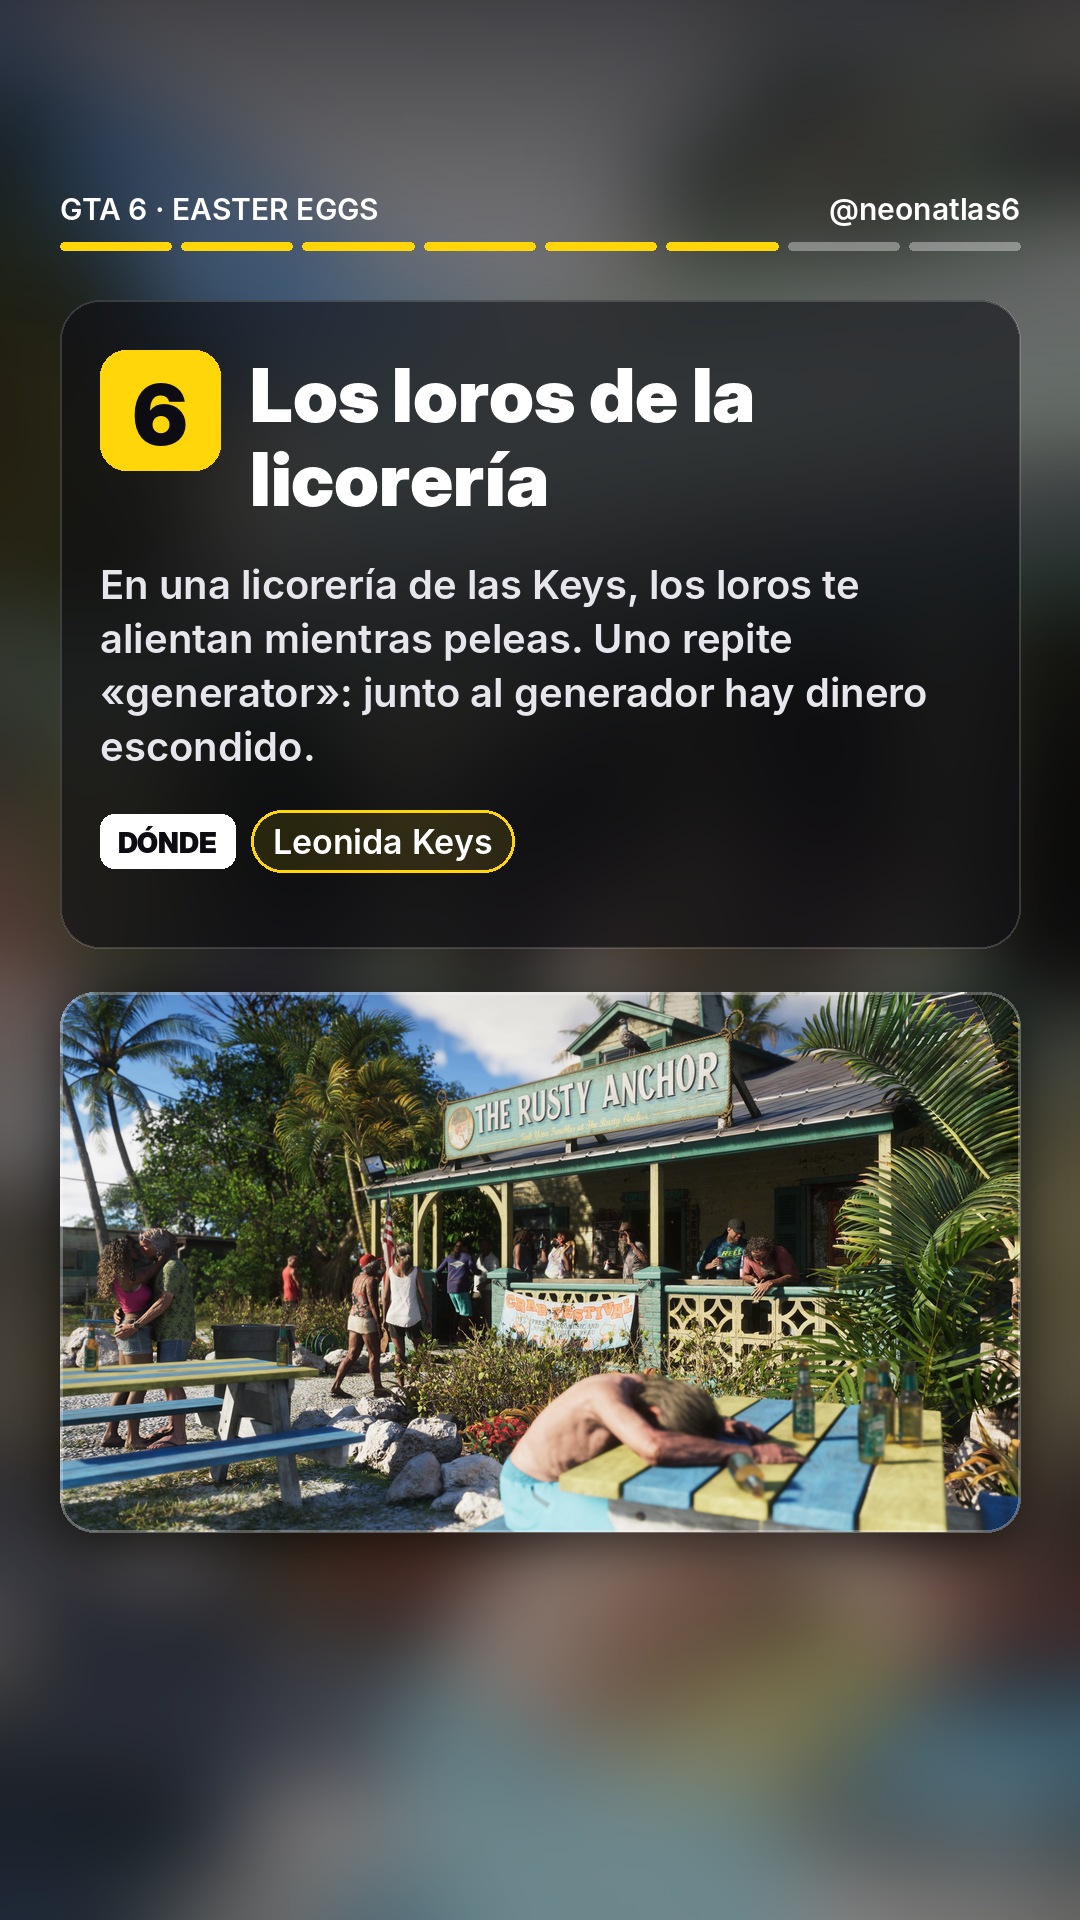 GTA 6 · EASTER EGGS
@neonatlas6
6
Los loros de la
licorería
En una licorería de las Keys, los loros te
alientan mientras peleas. Uno repite
«generator»: junto al generador hay dinero
escondido.
DÓNDE
Leonida Keys
THE RUSTY ANCHOR
CRAB FESTIVAL